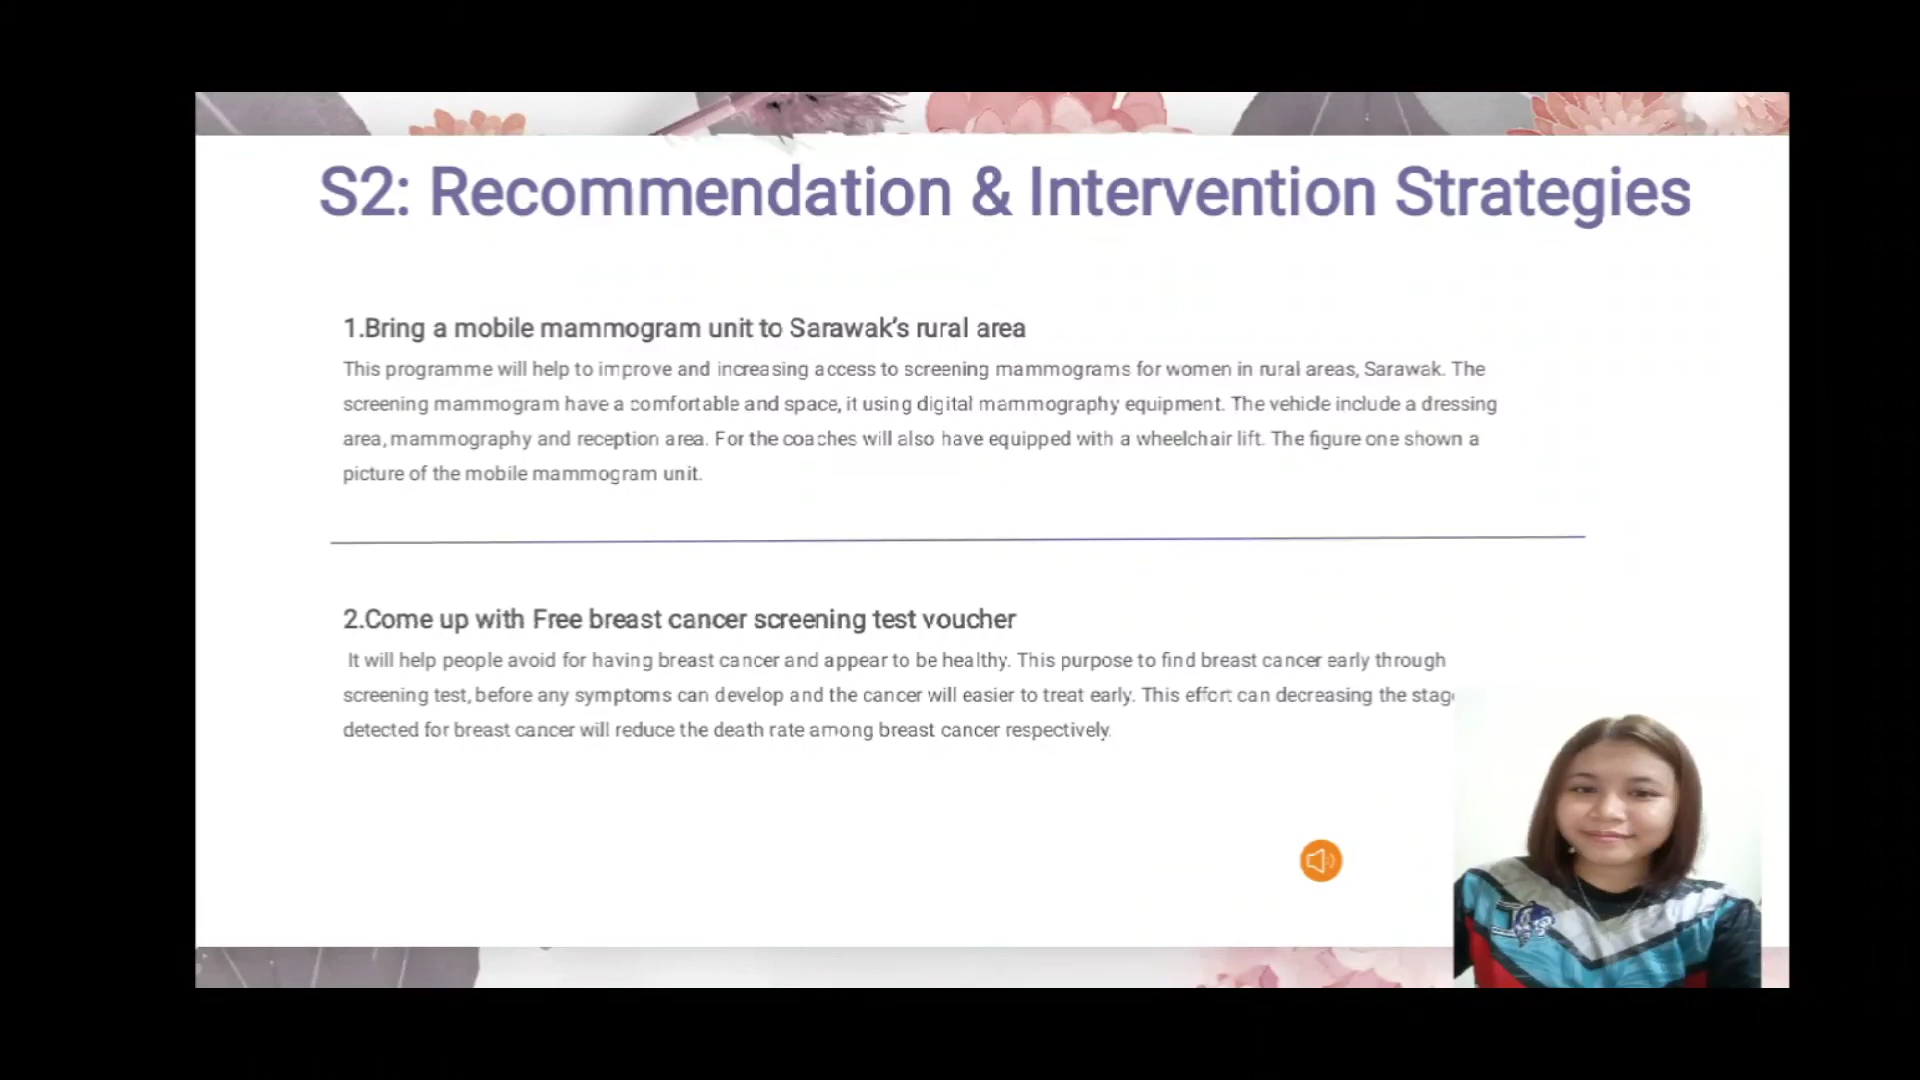 S2: Recommendation & Intervention Strategies
1.Bring a mobile mammogram unit to Sarawak's rural area
This programme will help to improve and increasing access to screening mammograms for women in rural areas, Sarawak. The
screening mammogram have a comfortable and space, it using digital mammography equipment. The vehicle include a dressing
area, mammography and reception area. For the coaches will also have equipped with a wheelchair lift. The figure one shown a
picture of the mobile mammogram unit.
2.Come up with Free breast cancer screening test voucher
It will help people avoid for having breast cancer and appear to be healthy. This purpose to find breast cancer early through
screening test, before any symptoms can develop and the cancer will easier to treat early. This effort can decreasing the
detected for breast cancer will reduce the death rate among breast cancer respectively.